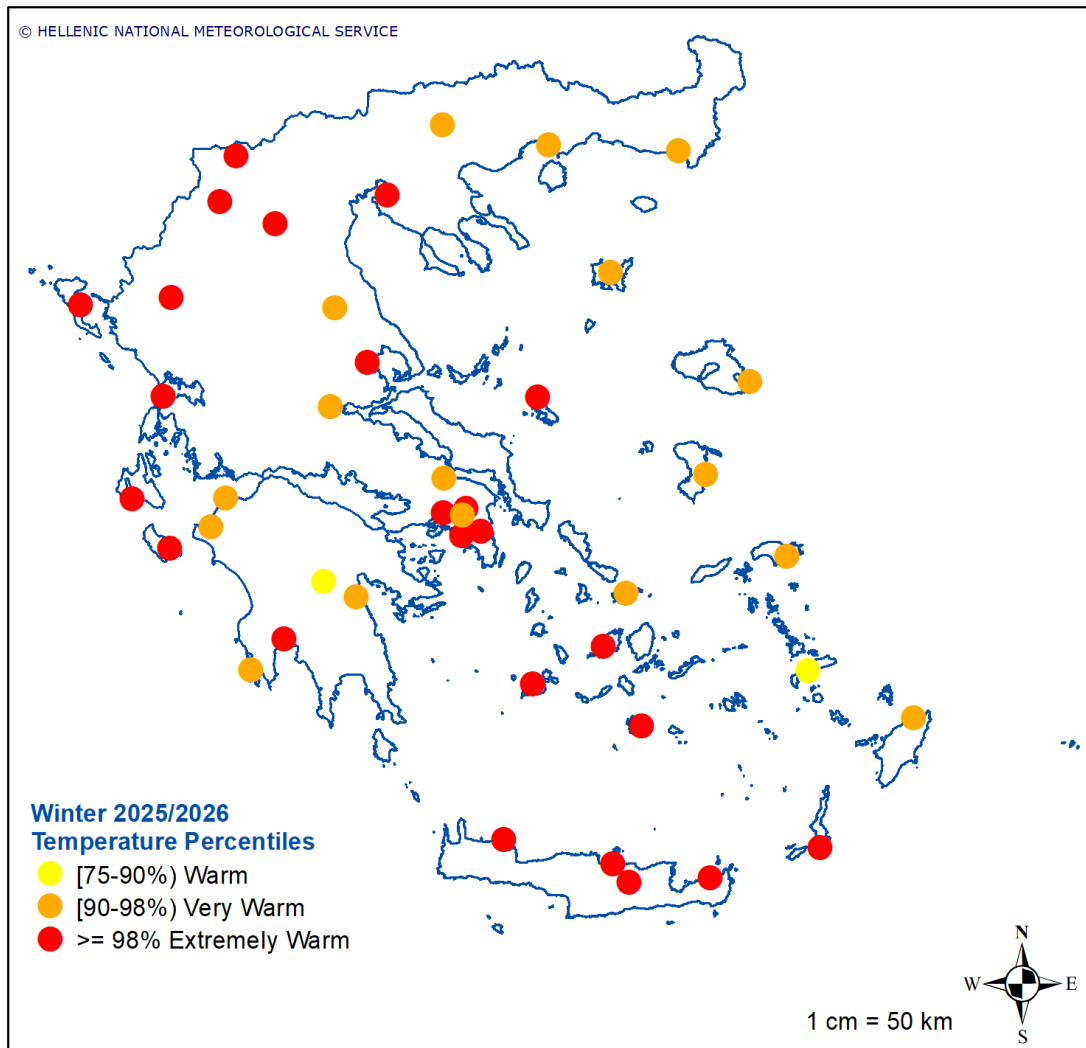 © HELLENIC NATIONAL METEOROLOGICAL SERVICE
Winter 2025/2026
Temperature Percentiles
[75-90%) Warm
[90-98%) Very Warm
>= 98% Extremely Warm
N
W E
S
1 cm = 50 km